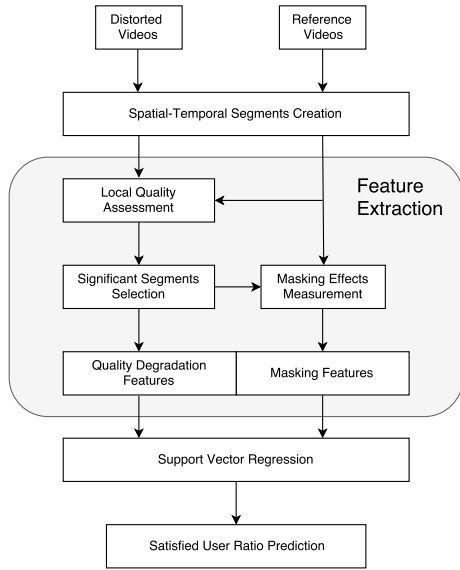 Distorted
Videos
Reference
Videos
Spatial-Temporal Segments Creation
Feature
Extraction
Local Quality
Assessment
Significant Segments
Selection
Masking Effects
Measurement
Quality Degradation
Features
Masking Features
Support Vector Regression
Satisfied User Ratio Prediction